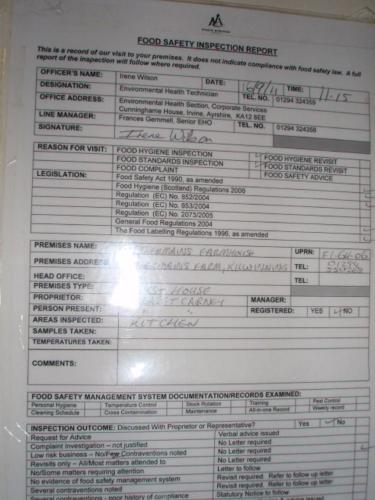 FOOD SAFETY INSPECTION REPORT
This is a record of our visit to your premises. It does not indicate compliance with food safety law. A full
report of the inspection will follow where required.
OFFICER'S NAME: Irene Wilson DATE: TIME: 11-15
DESIGNATION: Environmental Health Technician TEL. NO. 01294 324358
OFFICE ADDRESS: Environmental Health Section, Corporate Services
Cunninghame House, Irvine, Ayrshire, KA12 8EE
LINE MANAGER: Frances Gemmell, Senior EHO TEL. NO. 01294 324355
SIGNATURE: Irene Wilson
REASON FOR VISIT: FOOD HYGIENE INSPECTION FOOD HYGIENE REVISIT
FOOD STANDARDS INSPECTION FOOD STANDARDS REVISIT
FOOD COMPLAINT FOOD SAFETY ADVICE
LEGISLATION: Food Safety Act 1990, as amended
Food Hygiene (Scotland) Regulations 2006
Regulation (EC) No. 852/2004
Regulation (EC) No. 853/2004
Regulation (EC) No. 2073/2005
General Food Regulations 2004
The Food Labelling Regulations 1996, as amended
PREMISES NAME: FARMHOUSE UPRN:
PREMISES ADDRESS: FARM, KILWINNING TEL:
HEAD OFFICE: TEL:
PREMISES TYPE: HOUSE
PROPRIETOR: CARNEY MANAGER:
PERSON PRESENT: REGISTERED: YES NO
AREAS INSPECTED: KITCHEN
SAMPLES TAKEN:
TEMPERATURES TAKEN:
COMMENTS:
FOOD SAFETY MANAGEMENT SYSTEM DOCUMENTATION/RECORDS EXAMINED:
Personal Hygiene Temperature Control Stock Rotation Training Pest Control
Cleaning Schedule Cross Contamination Maintenance All-in-one Record Weekly record
INSPECTION OUTCOME: Discussed With Proprietor or Representative? Yes No
Request for Advice Verbal advice issued
Complaint investigation – not justified No Letter required
Low risk business – No/Few Contraventions noted No Letter required
Revisits only – All/Most matters attended to No Letter required
No/Some matters requiring attention Letter to follow
No evidence of food safety management system Revisit required Refer to follow up letter
Several contraventions noted Revisit required Refer to follow up letter
Several contraventions – poor history of compliance Statutory Notice to follow